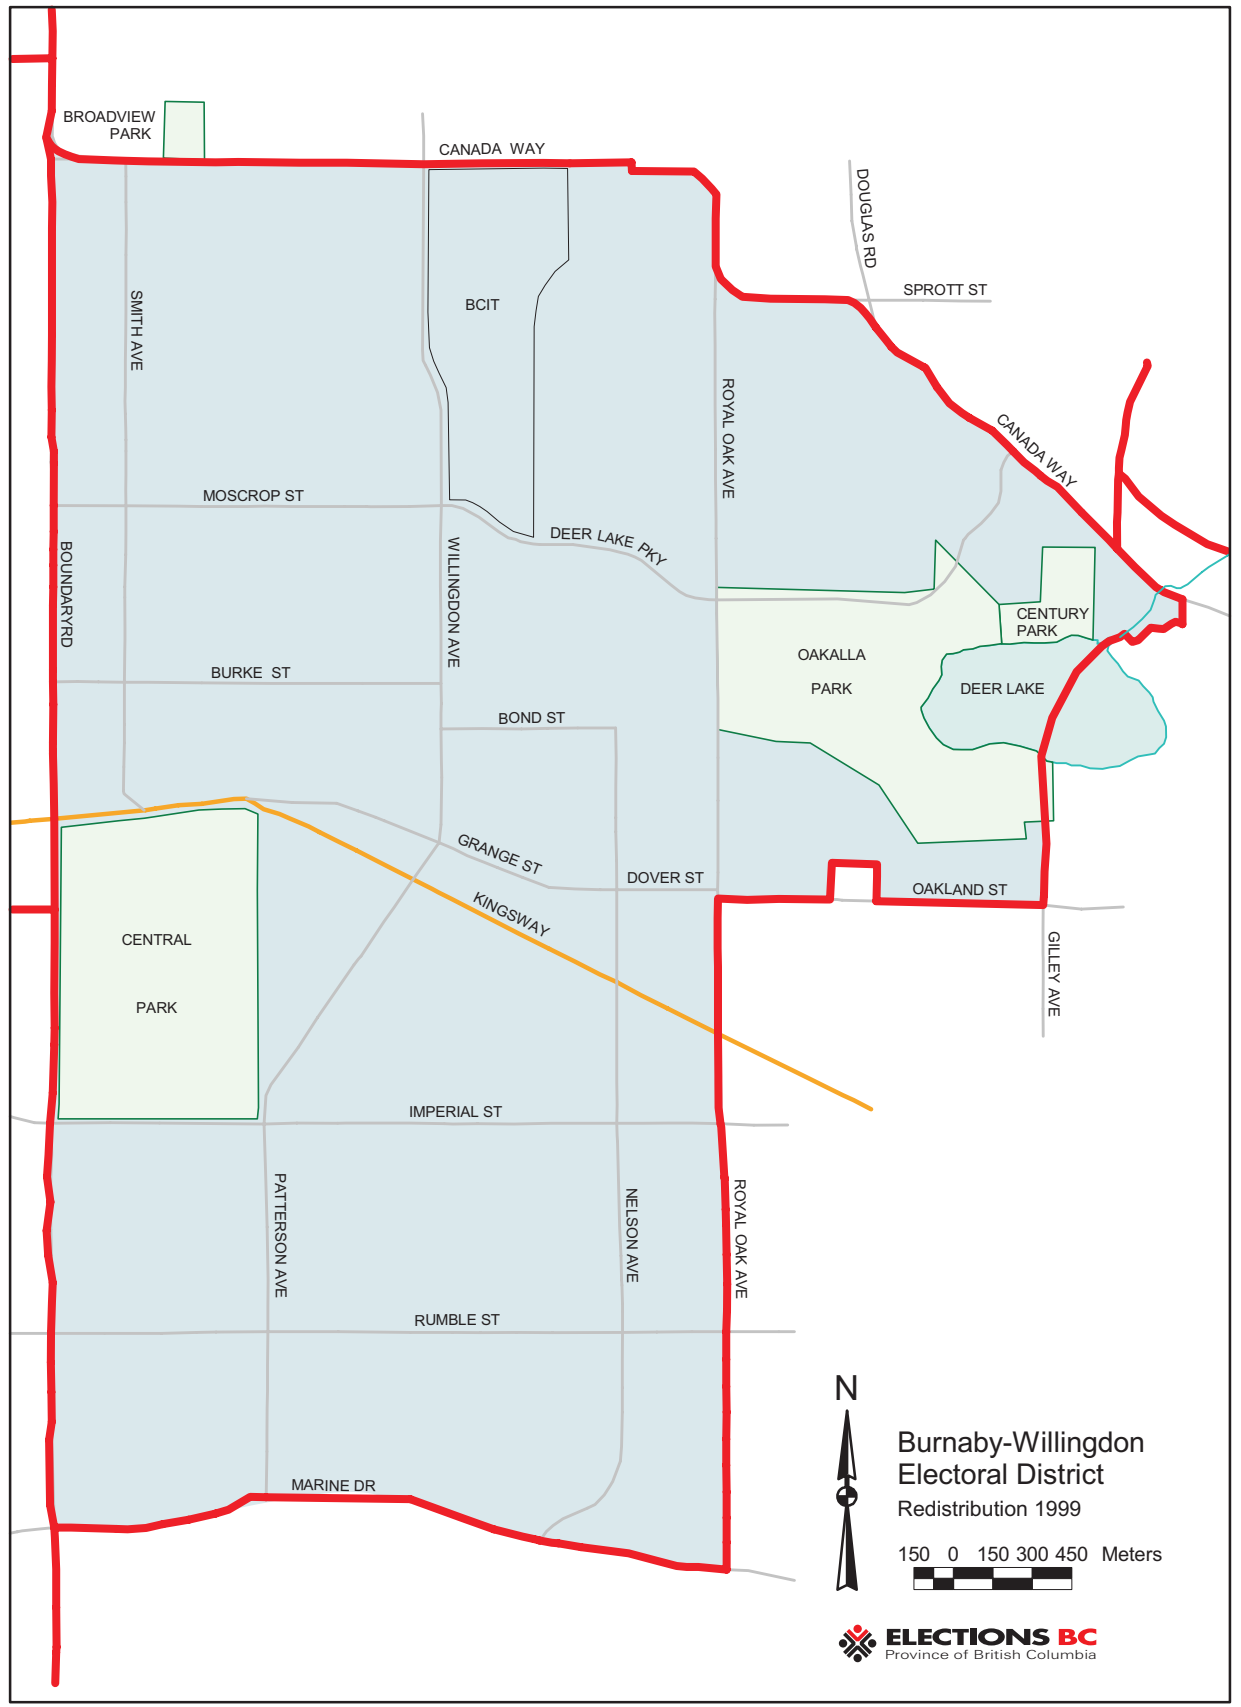 BROADVIEW
PARK
CANADA WAY
DOUGLAS RD
SPROTT ST
SMITH AVE
BCIT
ROYAL OAK AVE
CANADA WAY
MOSCROP ST
DEER LAKE PKY
BOUNDARYRD
WILLINGDON AVE
CENTURY
PARK
OAKALLA
PARK
BURKE ST
DEER LAKE
BOND ST
GRANGE ST
DOVER ST
OAKLAND ST
KINGSWAY
CENTRAL
PARK
GILLEY AVE
IMPERIAL ST
PATTERSON AVE
NELSON AVE
ROYAL OAK AVE
RUMBLE ST
MARINE DR
N
Burnaby-Willingdon
Electoral District
Redistribution 1999
150 0 150 300 450 Meters
ELECTIONS BC
Province of British Columbia